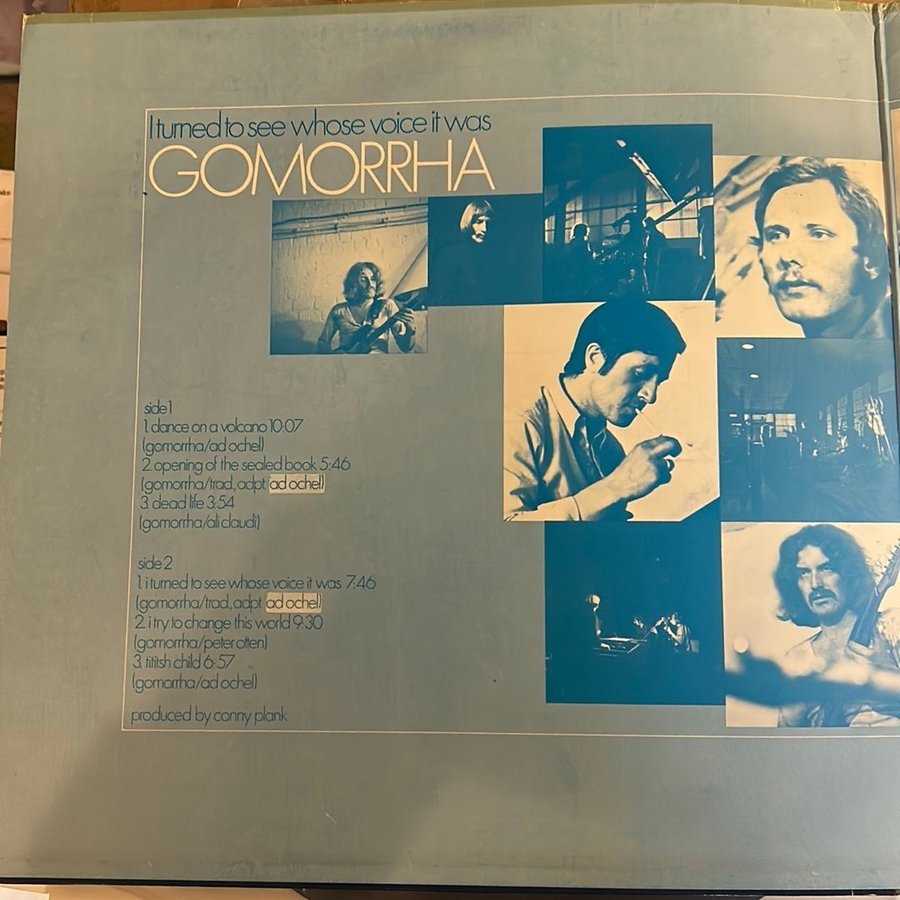 I turned to see whose voice it was
GOMORRHA
side 1
1. dance on a volcano 10:07
(gomorrha/ad ochel)
2. opening of the sealed book 5:46
(gomorrha/trad, adpt. ad ochel)
3. dead life 3:54
(gomorrha/ali claudi)
side 2
1. i turned to see whose voice it was 7:46
(gomorrha/trad, adpt. ad ochel)
2. i try to change this world 9:30
(gomorrha/peter otten)
3. tititsh child 6:57
(gomorrha/ad ochel)
produced by conny plank